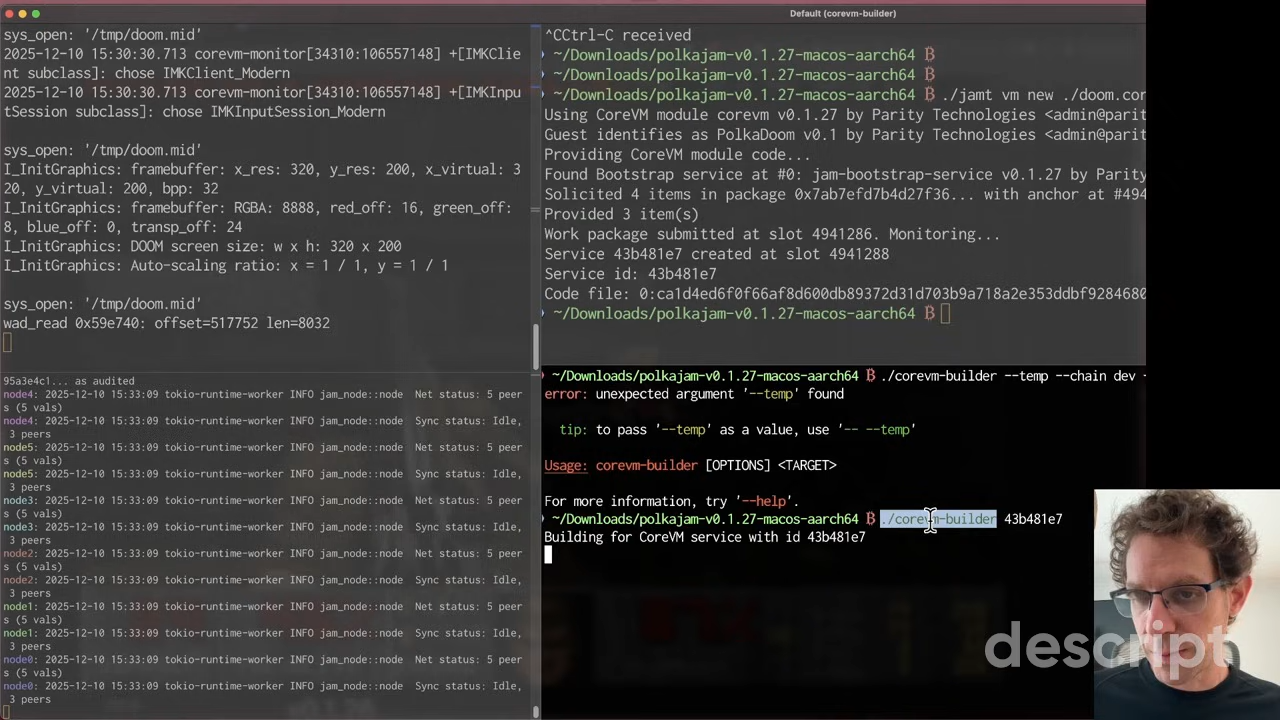 Default (corevm-builder)
sys_open: '/tmp/doom.mid'
2025-12-10 15:30:30.713 corevm-monitor[34310:106557148] +[IMKClie
nt subclass]: chose IMKClient_Modern
2025-12-10 15:30:30.713 corevm-monitor[34310:106557148] +[IMKInpu
tSession subclass]: chose IMKInputSession_Modern
sys_open: '/tmp/doom.mid'
I_InitGraphics: framebuffer: x_res: 320, y_res: 200, x_virtual: 3
20, y_virtual: 200, bpp: 32
I_InitGraphics: framebuffer: RGBA: 8888, red_off: 16, green_off:
8, blue_off: 0, transp_off: 24
I_InitGraphics: DOOM screen size: w x h: 320 x 200
I_InitGraphics: Auto-scaling ratio: x = 1 / 1, y = 1 / 1
sys_open: '/tmp/doom.mid'
wad_read 0x59e740: offset=517752 len=8032
^CCtrl-C received
~/Downloads/polkajam-v0.1.27-macos-aarch64 ₿
~/Downloads/polkajam-v0.1.27-macos-aarch64 ₿
~/Downloads/polkajam-v0.1.27-macos-aarch64 ₿ ./jamt vm new ./doom.cor
Using CoreVM module corevm v0.1.27 by Parity Technologies <admin@parit
Guest identifies as PolkaDoom v0.1 by Parity Technologies <admin@parit
Providing CoreVM module code...
Found Bootstrap service at #0: jam-bootstrap-service v0.1.27 by Parity
Solicited 4 items in package 0x7ab7efd7b4d27f36... with anchor at #494
Provided 3 item(s)
Work package submitted at slot 4941286. Monitoring...
Service 43b481e7 created at slot 4941288
Service id: 43b481e7
Code file: 0:ca1d4ed6f0f66af8d600db89372d31d703b9a718a2e353ddbf9284680
~/Downloads/polkajam-v0.1.27-macos-aarch64 ₿
95a3e4c1... as audited
node4: 2025-12-10 15:33:09 tokio-runtime-worker INFO jam_node::node  Net status: 5 peer
s (5 vals)
node4: 2025-12-10 15:33:09 tokio-runtime-worker INFO jam_node::node  Sync status: Idle,
3 peers
node5: 2025-12-10 15:33:09 tokio-runtime-worker INFO jam_node::node  Net status: 5 peer
s (5 vals)
node5: 2025-12-10 15:33:09 tokio-runtime-worker INFO jam_node::node  Sync status: Idle,
3 peers
node3: 2025-12-10 15:33:09 tokio-runtime-worker INFO jam_node::node  Net status: 5 peer
s (5 vals)
node3: 2025-12-10 15:33:09 tokio-runtime-worker INFO jam_node::node  Sync status: Idle,
3 peers
node2: 2025-12-10 15:33:09 tokio-runtime-worker INFO jam_node::node  Net status: 5 peer
s (5 vals)
node2: 2025-12-10 15:33:09 tokio-runtime-worker INFO jam_node::node  Sync status: Idle,
3 peers
node1: 2025-12-10 15:33:09 tokio-runtime-worker INFO jam_node::node  Net status: 5 peer
s (5 vals)
node1: 2025-12-10 15:33:09 tokio-runtime-worker INFO jam_node::node  Sync status: Idle,
3 peers
node0: 2025-12-10 15:33:09 tokio-runtime-worker INFO jam_node::node  Net status: 5 peer
s (5 vals)
node0: 2025-12-10 15:33:09 tokio-runtime-worker INFO jam_node::node  Sync status: Idle,
3 peers
~/Downloads/polkajam-v0.1.27-macos-aarch64 ₿ ./corevm-builder --temp --chain dev -
error: unexpected argument '--temp' found
tip: to pass '--temp' as a value, use '-- --temp'
Usage: corevm-builder [OPTIONS] <TARGET>
For more information, try '--help'.
~/Downloads/polkajam-v0.1.27-macos-aarch64 ₿ ./corevm-builder 43b481e7
Building for CoreVM service with id 43b481e7
descript